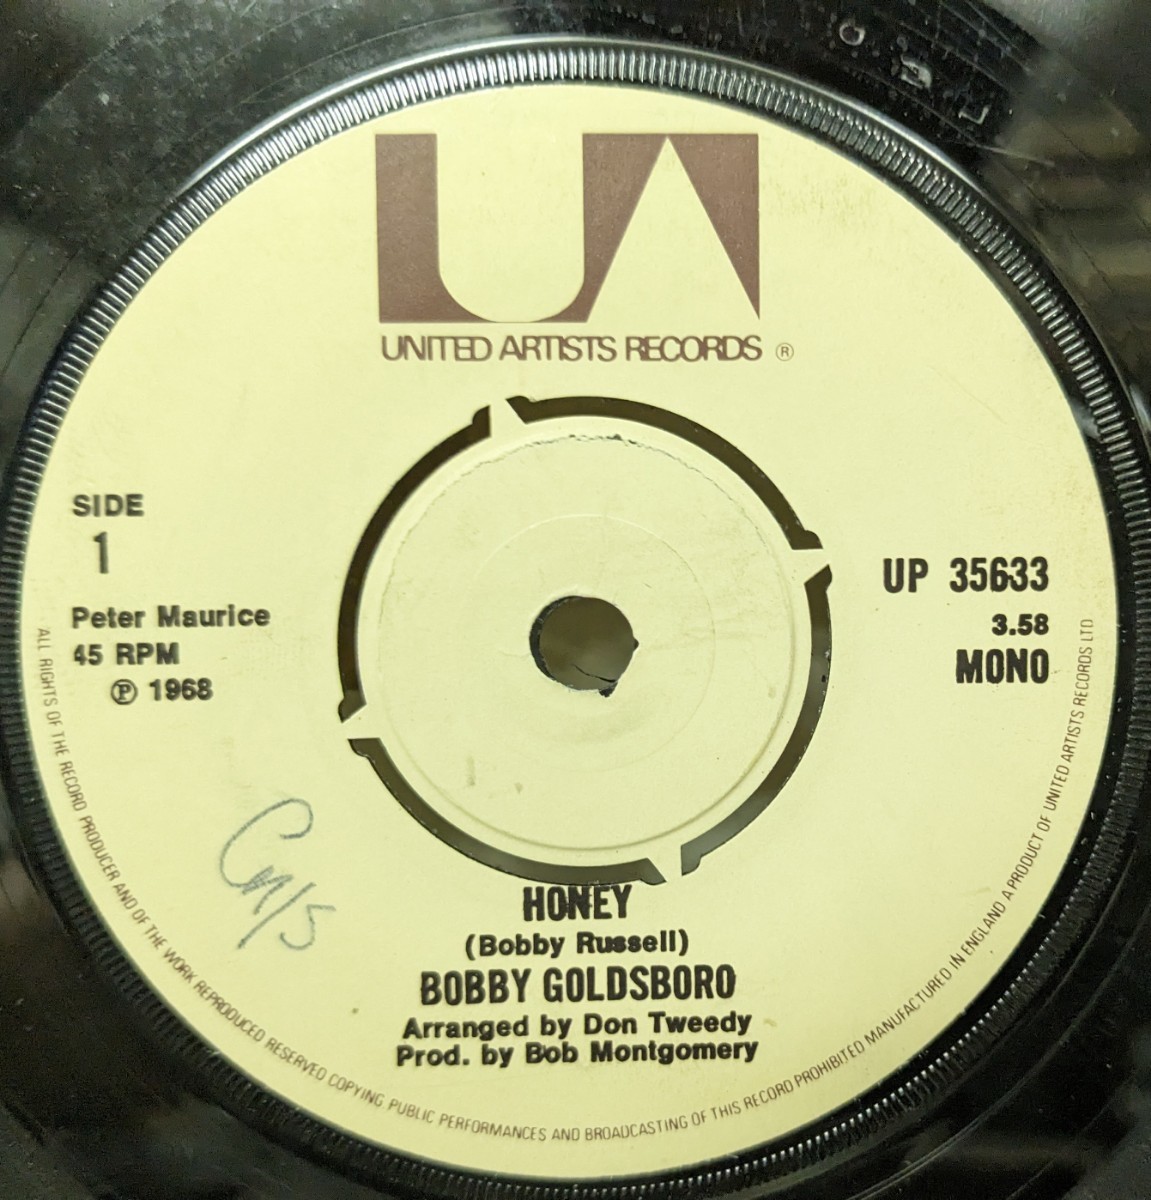 UA
UNITED ARTISTS RECORDS ®
SIDE
1
Peter Maurice
45 RPM
℗ 1968
UP 35633
3.58
MONO
HONEY
(Bobby Russell)
BOBBY GOLDSBORO
Arranged by Don Tweedy
Prod. by Bob Montgomery
ALL RIGHTS OF THE RECORD PRODUCER AND OF THE WORK REPRODUCED RESERVED COPYING PUBLIC PERFORMANCES AND BROADCASTING OF THIS RECORD PROHIBITED MANUFACTURED IN ENGLAND A PRODUCT OF UNITED ARTISTS RECORDS LTD